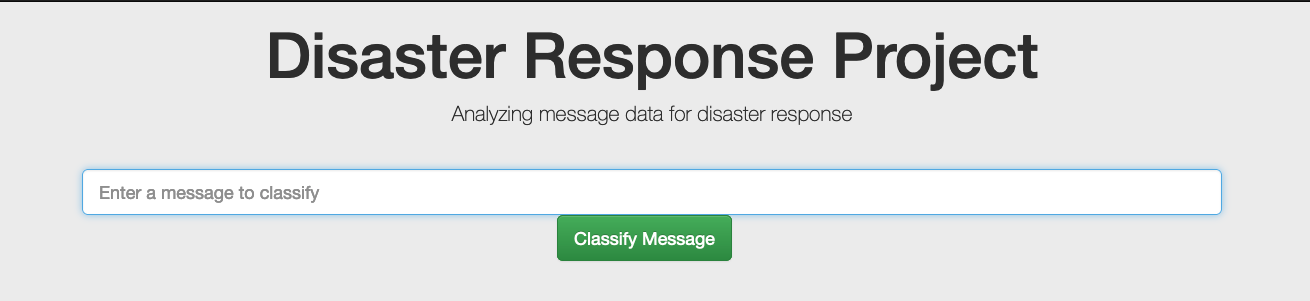 Disaster Response Project
Analyzing message data for disaster response
Enter a message to classify
Classify Message